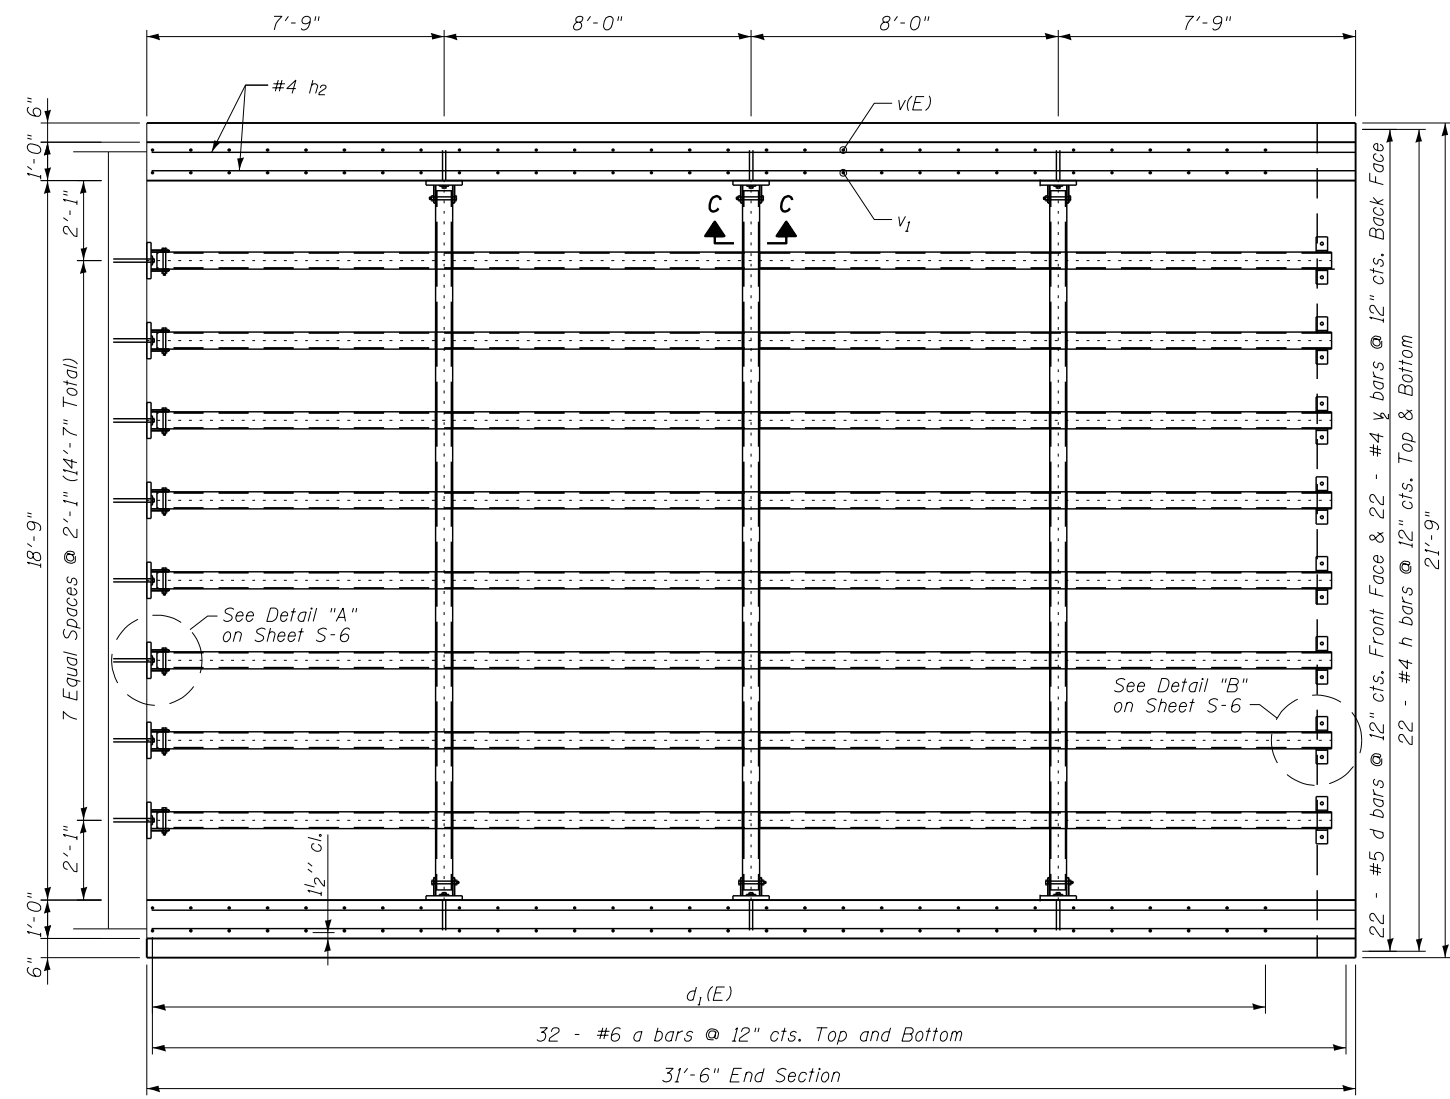 7'-9"
8'-0"
8'-0"
7'-9"
#4 h2
v(E)
v1
C C
6"
1'-0"
2'-1"
18'-9"
7 Equal Spaces @ 2'-1" (14'-7" Total)
2'-1"
1'-0"
6"
See Detail "A"
on Sheet S-6
See Detail "B"
on Sheet S-6
1½" cl.
22 - #5 d bars @ 12" cts. Front Face & 22 - #4 v2 bars @ 12" cts. Back Face
22 - #4 h bars @ 12" cts. Top & Bottom
21'-9"
d1(E)
32 - #6 a bars @ 12" cts. Top and Bottom
31'-6" End Section